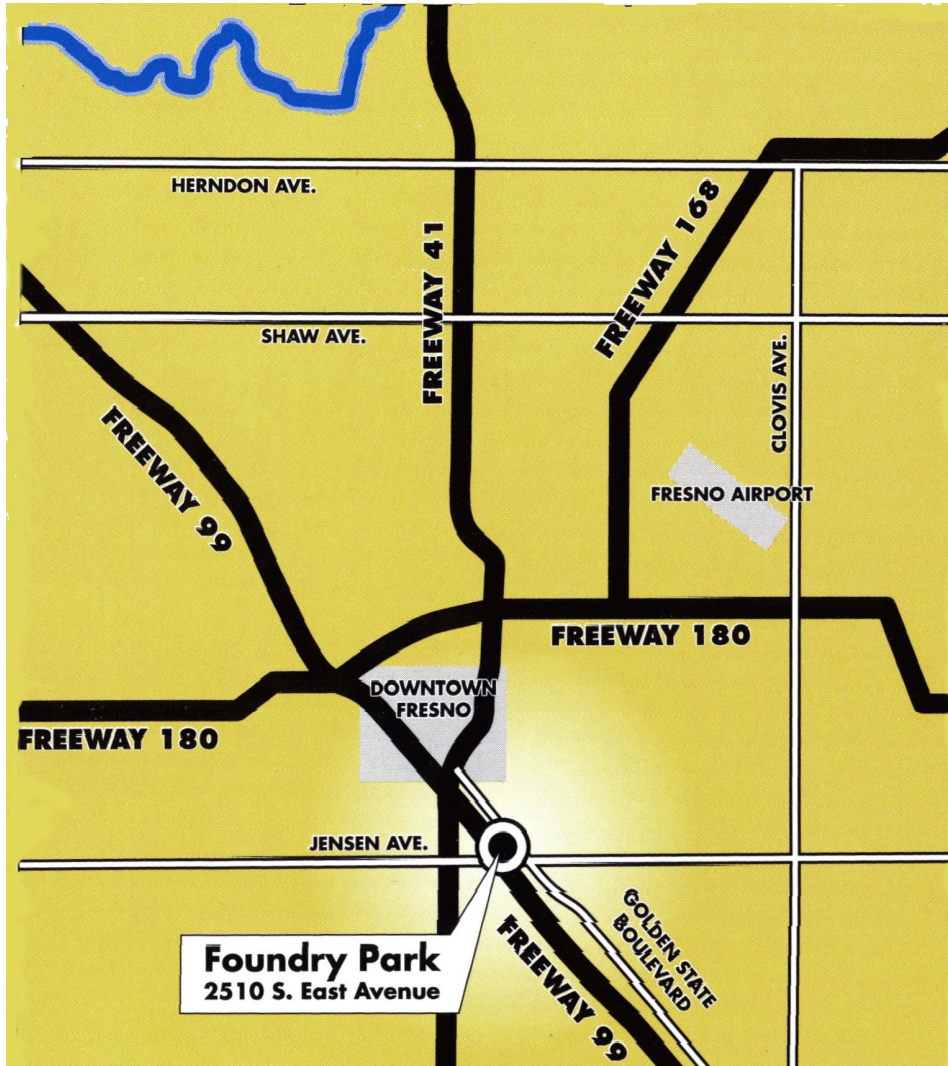 HERNDON AVE.
FREEWAY 41
FREEWAY 168
SHAW AVE.
CLOVIS AVE.
FREEWAY 99
FRESNO AIRPORT
FREEWAY 180
DOWNTOWN
FRESNO
FREEWAY 180
JENSEN AVE.
GOLDEN STATE
BOULEVARD
Foundry Park
2510 S. East Avenue
FREEWAY 99